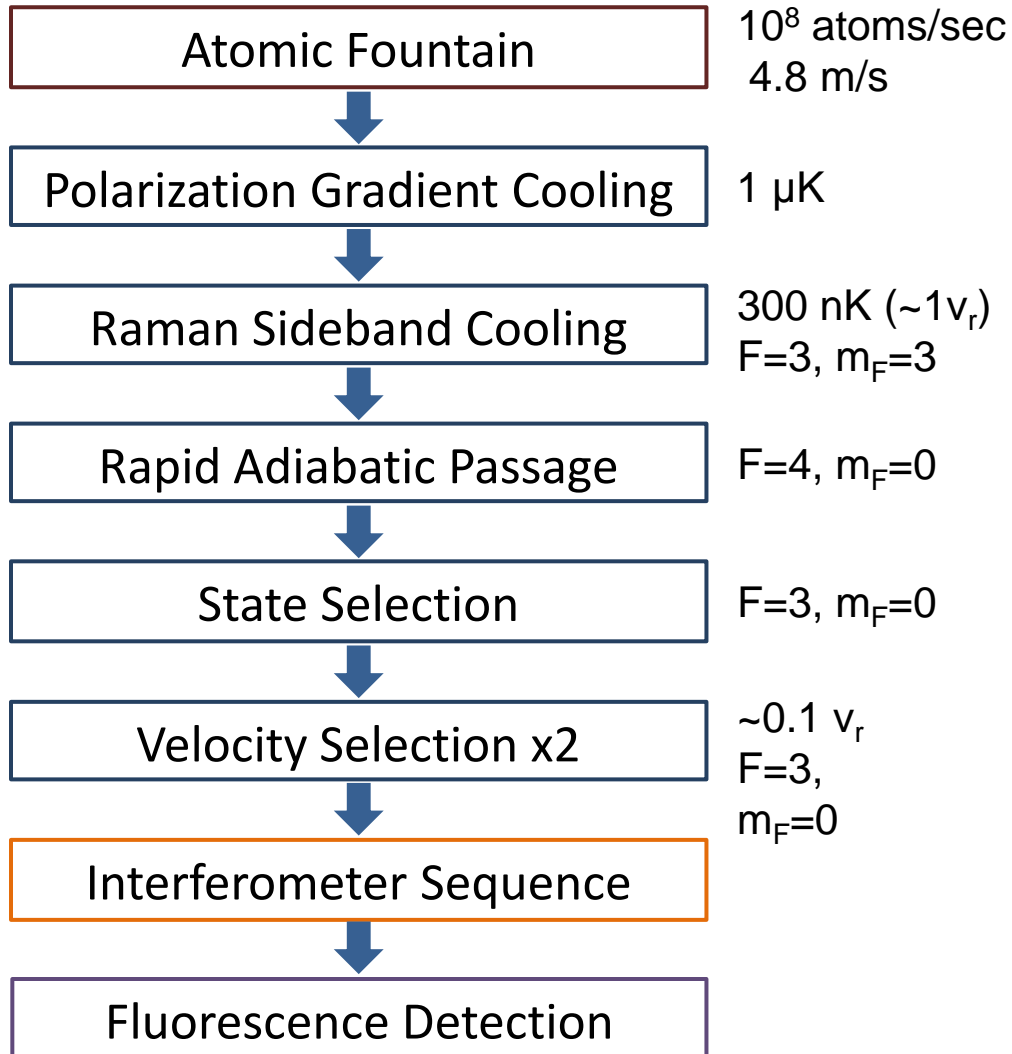 Atomic Fountain
10⁸ atoms/sec
4.8 m/s
Polarization Gradient Cooling
1 µK
Raman Sideband Cooling
300 nK (~1vᵣ)
F=3, m_F=3
Rapid Adiabatic Passage
F=4, m_F=0
State Selection
F=3, m_F=0
Velocity Selection x2
~0.1 vᵣ
F=3,
m_F=0
Interferometer Sequence
Fluorescence Detection